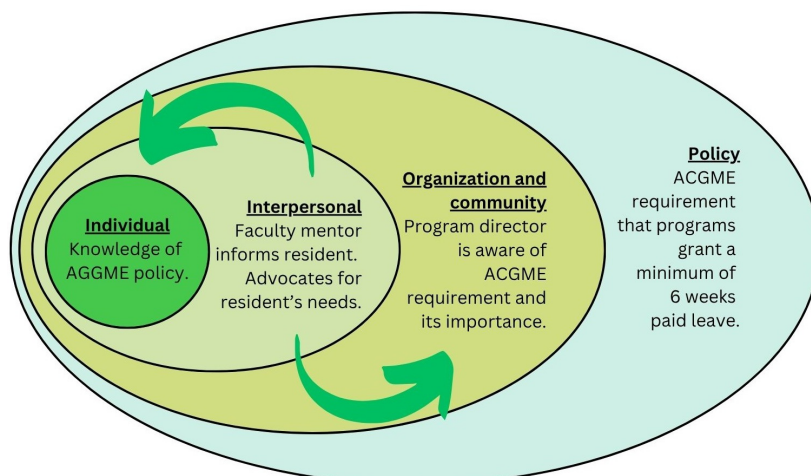 Individual
Knowledge of
AGGME policy.
Interpersonal
Faculty mentor
informs resident.
Advocates for
resident’s needs.
Organization and
community
Program director
is aware of
ACGME
requirement and
its importance.
Policy
ACGME
requirement
that programs
grant a
minimum of
6 weeks
paid leave.